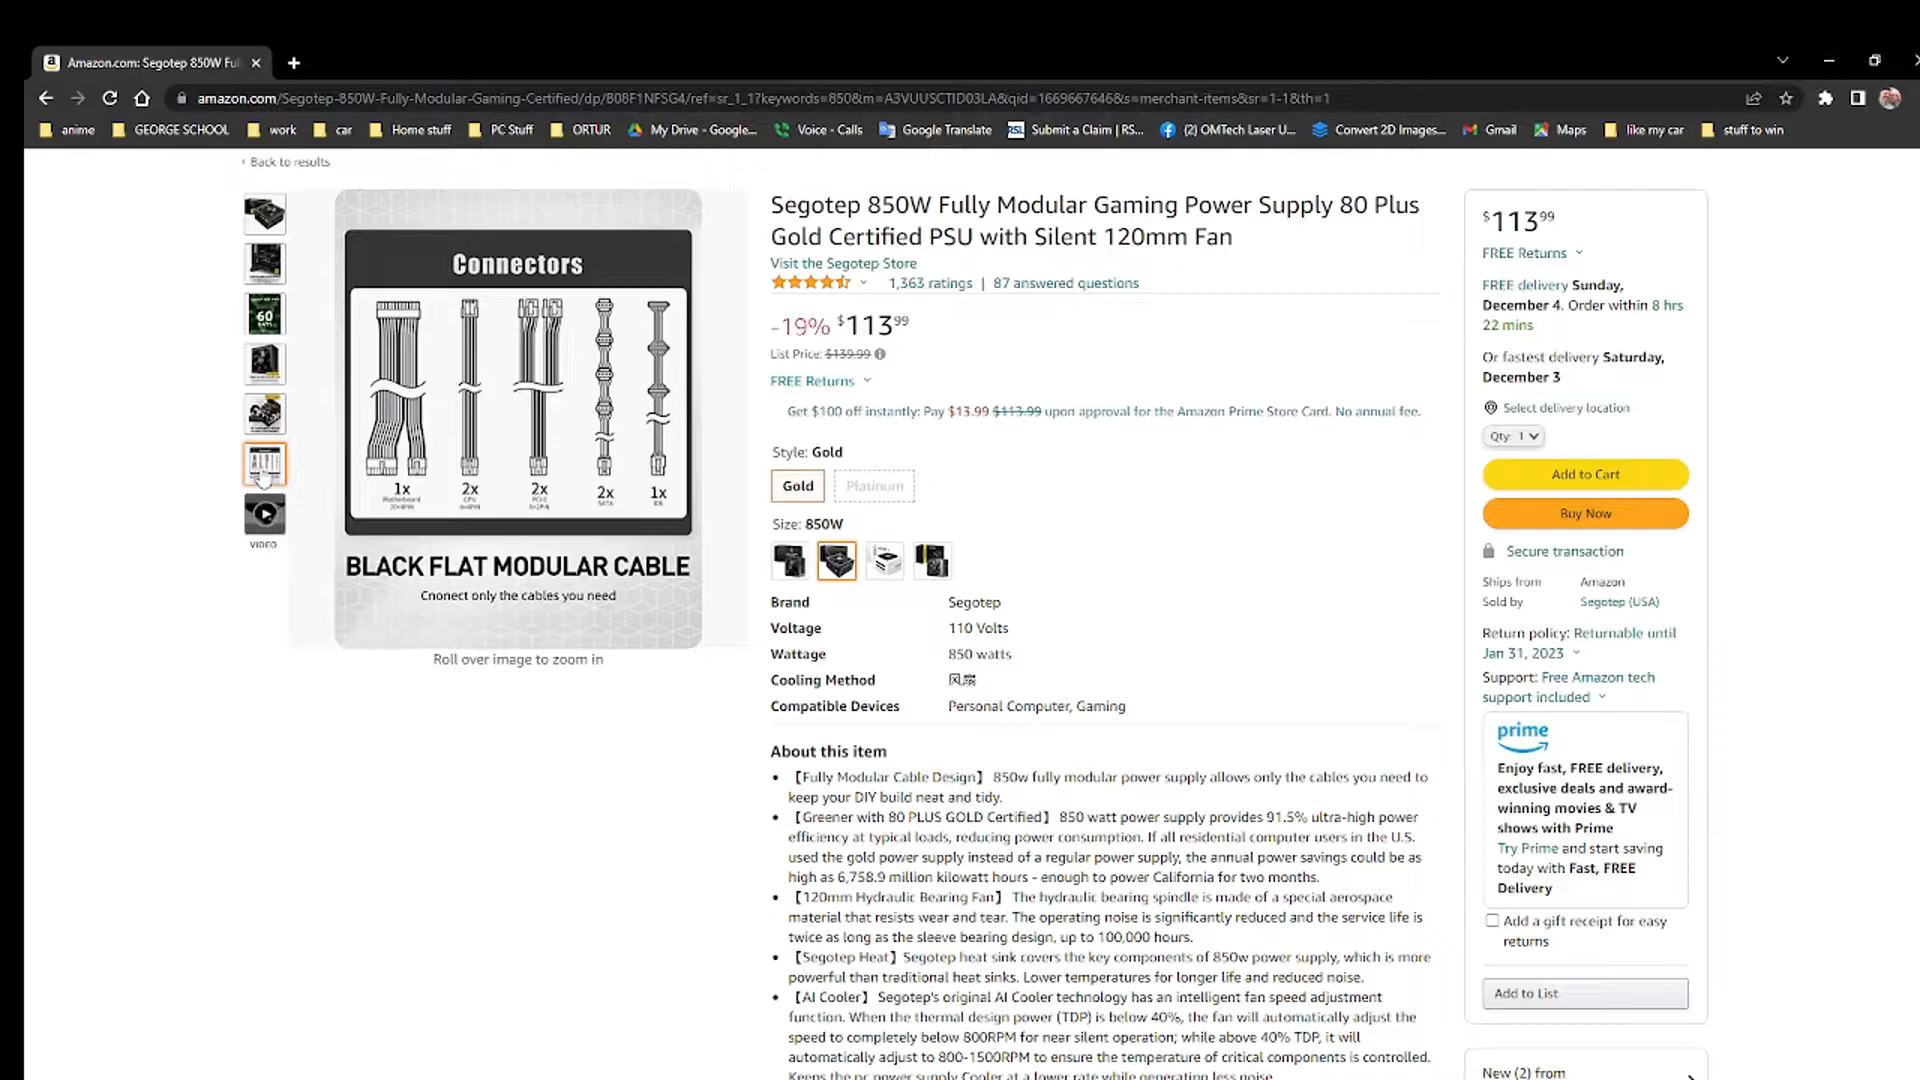 Amazon.com: Segotep 850W Ful
amazon.com/Segotep-850W-Fully-Modular-Gaming-Certified/dp/B08F1NFSG4/ref=sr_1_1?keywords=850&m=A3VUUSCTID03LA&qid=1669667646&s=merchant-items&sr=1-1&th=1
anime GEORGE SCHOOL work car Home stuff PC Stuff ORTUR My Drive - Google... Voice - Calls Google Translate RSL Submit a Claim | RS... (2) OMTech Laser U... Convert 2D Images... Gmail Maps like my car stuff to win
‹ Back to results
60
VIDEO
Connectors
1x 2x 2x 2x 1x
BLACK FLAT MODULAR CABLE
Cnonect only the cables you need
Roll over image to zoom in
Segotep 850W Fully Modular Gaming Power Supply 80 Plus
Gold Certified PSU with Silent 120mm Fan
Visit the Segotep Store
1,363 ratings | 87 answered questions
-19% $113 99
List Price: $139.99
FREE Returns
Get $100 off instantly: Pay $13.99 $113.99 upon approval for the Amazon Prime Store Card. No annual fee.
Style: Gold
Gold Platinum
Size: 850W
Brand Segotep
Voltage 110 Volts
Wattage 850 watts
Cooling Method 风扇
Compatible Devices Personal Computer, Gaming
About this item
• 【Fully Modular Cable Design】 850w fully modular power supply allows only the cables you need to
keep your DIY build neat and tidy.
• 【Greener with 80 PLUS GOLD Certified】 850 watt power supply provides 91.5% ultra-high power
efficiency at typical loads, reducing power consumption. If all residential computer users in the U.S.
used the gold power supply instead of a regular power supply, the annual power savings could be as
high as 6,758.9 million kilowatt hours - enough to power California for two months.
• 【120mm Hydraulic Bearing Fan】 The hydraulic bearing spindle is made of a special aerospace
material that resists wear and tear. The operating noise is significantly reduced and the service life is
twice as long as the sleeve bearing design, up to 100,000 hours.
• 【Segotep Heat】Segotep heat sink covers the key components of 850w power supply, which is more
powerful than traditional heat sinks. Lower temperatures for longer life and reduced noise.
• 【AI Cooler】 Segotep's original AI Cooler technology has an intelligent fan speed adjustment
function. When the thermal design power (TDP) is below 40%, the fan will automatically adjust the
speed to completely below 800RPM for near silent operation; while above 40% TDP, it will
automatically adjust to 800-1500RPM to ensure the temperature of critical components is controlled.
Keeps the pc power supply Cooler at a lower rate while generating less noise
$113 99
FREE Returns
FREE delivery Sunday,
December 4. Order within 8 hrs
22 mins
Or fastest delivery Saturday,
December 3
Select delivery location
Qty: 1
Add to Cart
Buy Now
Secure transaction
Ships from Amazon
Sold by Segotep (USA)
Return policy: Returnable until
Jan 31, 2023
Support: Free Amazon tech
support included
prime
Enjoy fast, FREE delivery,
exclusive deals and award-
winning movies & TV
shows with Prime
Try Prime and start saving
today with Fast, FREE
Delivery
Add a gift receipt for easy
returns
Add to List
New (2) from